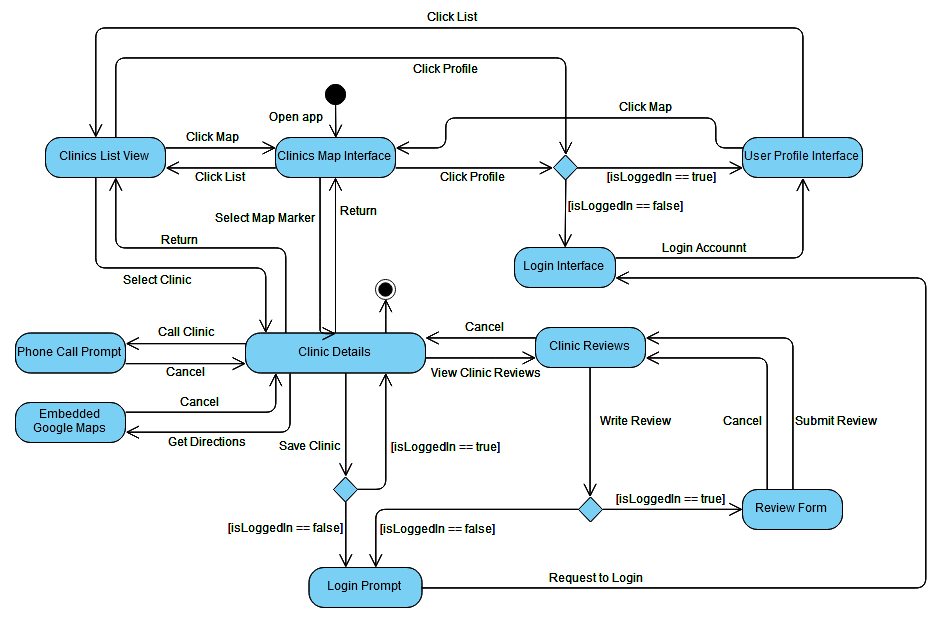 Click List
Click Profile
Open app
Click Map
Click Map
Clinics List View
Clinics Map Interface
User Profile Interface
Click List
Click Profile
[isLoggedIn == true]
[isLoggedIn == false]
Select Map Marker
Return
Return
Login Accounnt
Login Interface
Select Clinic
Call Clinic
Cancel
Phone Call Prompt
Clinic Details
Clinic Reviews
Cancel
View Clinic Reviews
Cancel
Embedded
Google Maps
Get Directions
Save Clinic
[isLoggedIn == true]
Write Review
Cancel
Submit Review
[isLoggedIn == true]
Review Form
[isLoggedIn == false]
[isLoggedIn == false]
Login Prompt
Request to Login